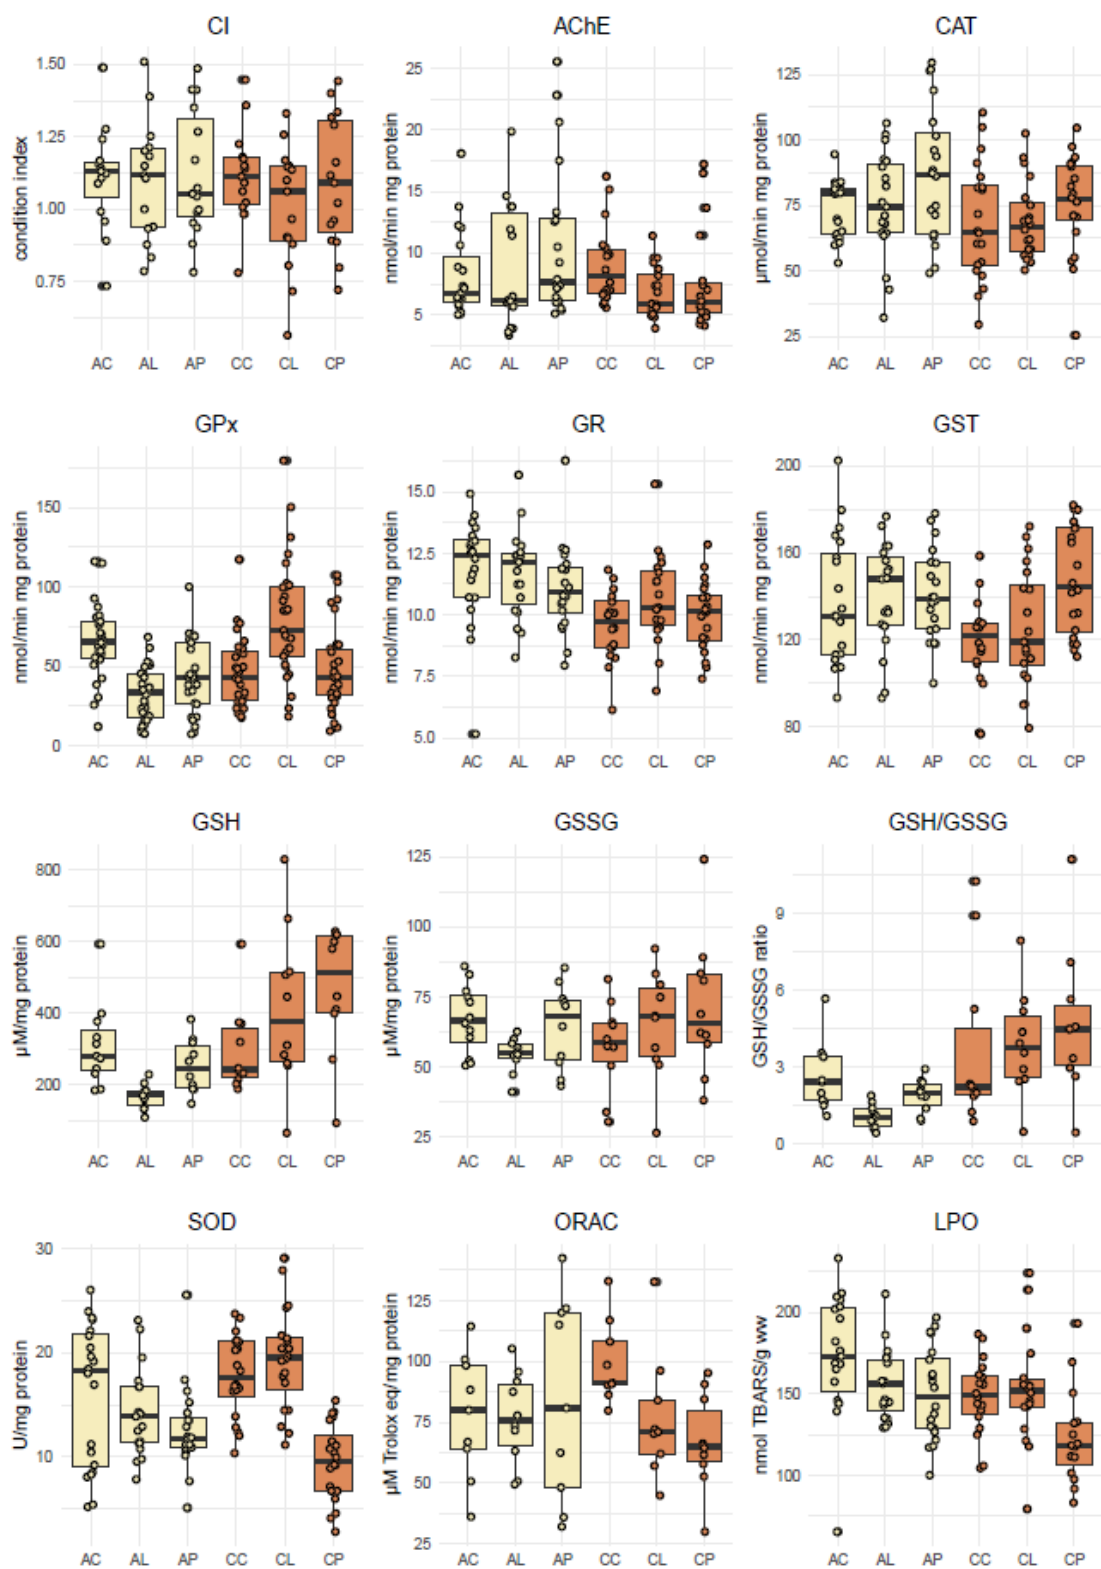 CI
condition index
1.50
1.25
1.00
0.75
AC AL AP CC CL CP
AChE
nmol/min mg protein
25
20
15
10
5
AC AL AP CC CL CP
CAT
µmol/min mg protein
125
100
75
50
25
AC AL AP CC CL CP
GPx
nmol/min mg protein
150
100
50
0
AC AL AP CC CL CP
GR
nmol/min mg protein
15.0
12.5
10.0
7.5
5.0
AC AL AP CC CL CP
GST
nmol/min mg protein
200
160
120
80
AC AL AP CC CL CP
GSH
µM/mg protein
800
600
400
200
AC AL AP CC CL CP
GSSG
µM/mg protein
125
100
75
50
25
AC AL AP CC CL CP
GSH/GSSG
GSH/GSSG ratio
9
6
3
0
AC AL AP CC CL CP
SOD
U/mg protein
30
20
10
AC AL AP CC CL CP
ORAC
µM Trolox eq/mg protein
125
100
75
50
25
AC AL AP CC CL CP
LPO
nmol TBARS/g ww
200
150
100
AC AL AP CC CL CP